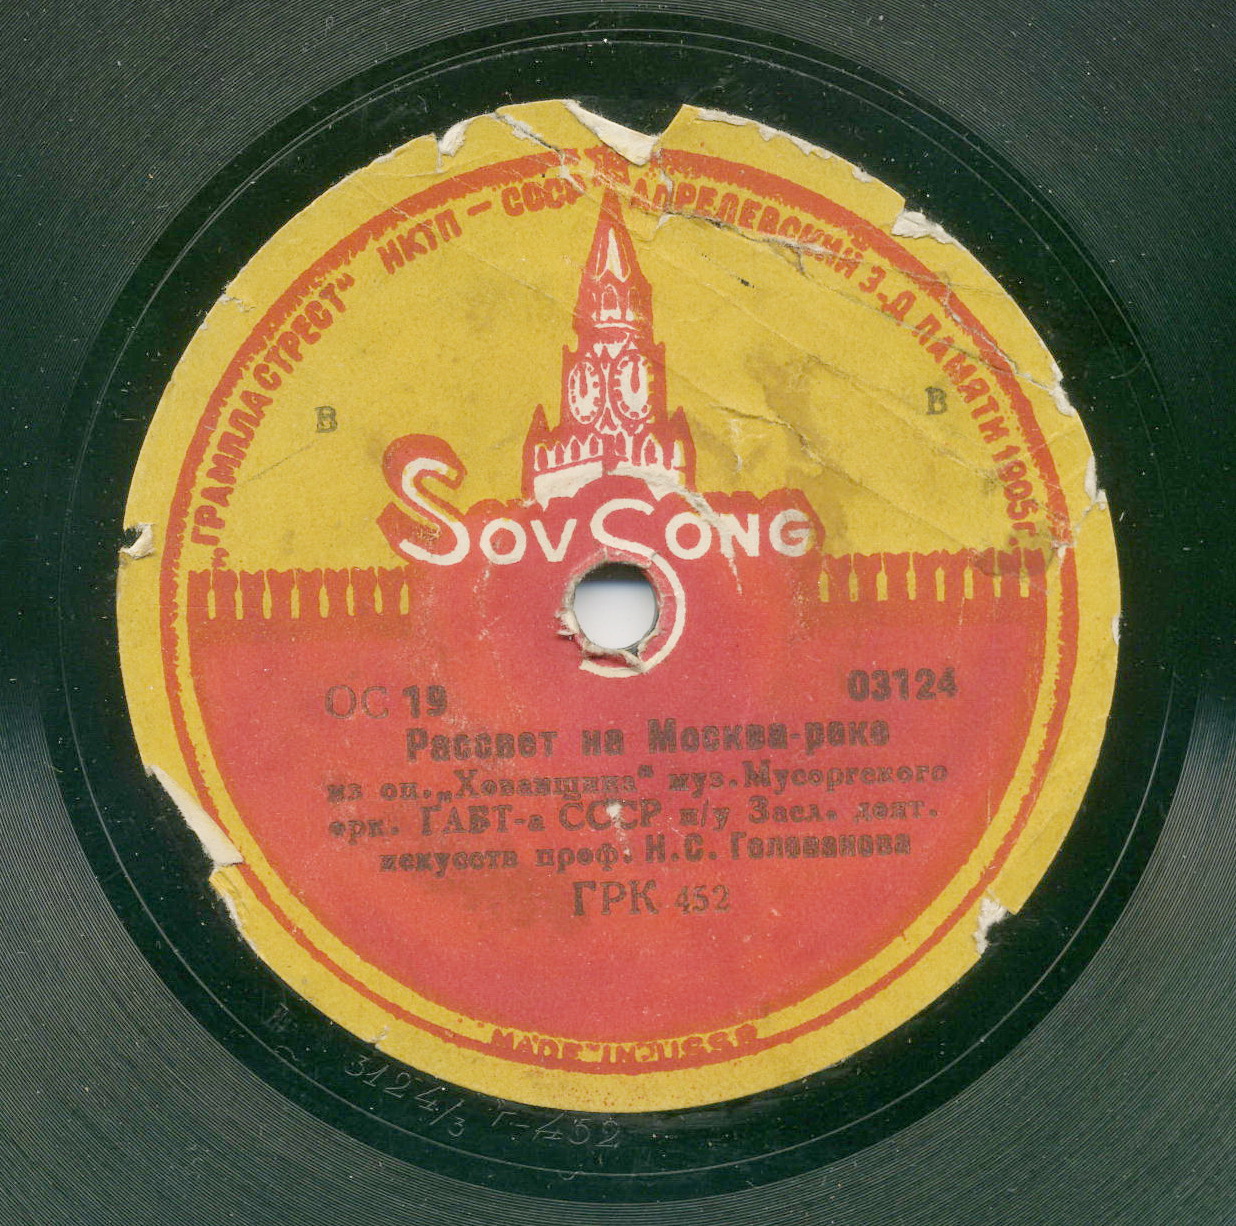 „ГРАМПЛАСТРЕСТ“ НКТП — СССР АПРЕЛЕВСКИЙ З-Д ПАМЯТИ 1905 г.
В В
SOVSONG
ОС 19 03124
Рассвет на Москва-реке
из оп. „Хованщина“ муз. Мусоргского
орк. ГАБТ-а СССР п/у Засл. деят.
искусств проф. Н.С. Голованова
ГРК 452
MADE IN USSR
3124/3 Г-452